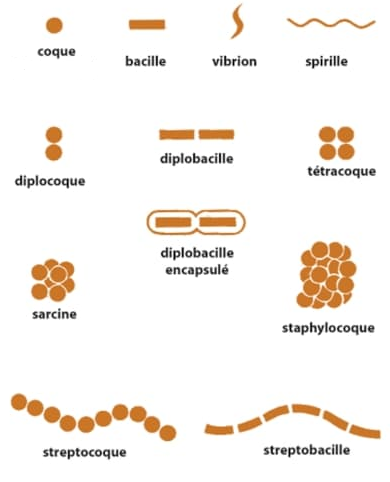 coque
bacille
vibrion
spirille
diplocoque
diplobacille
tétracoque
diplobacille
encapsulé
sarcine
staphylocoque
streptocoque
streptobacille